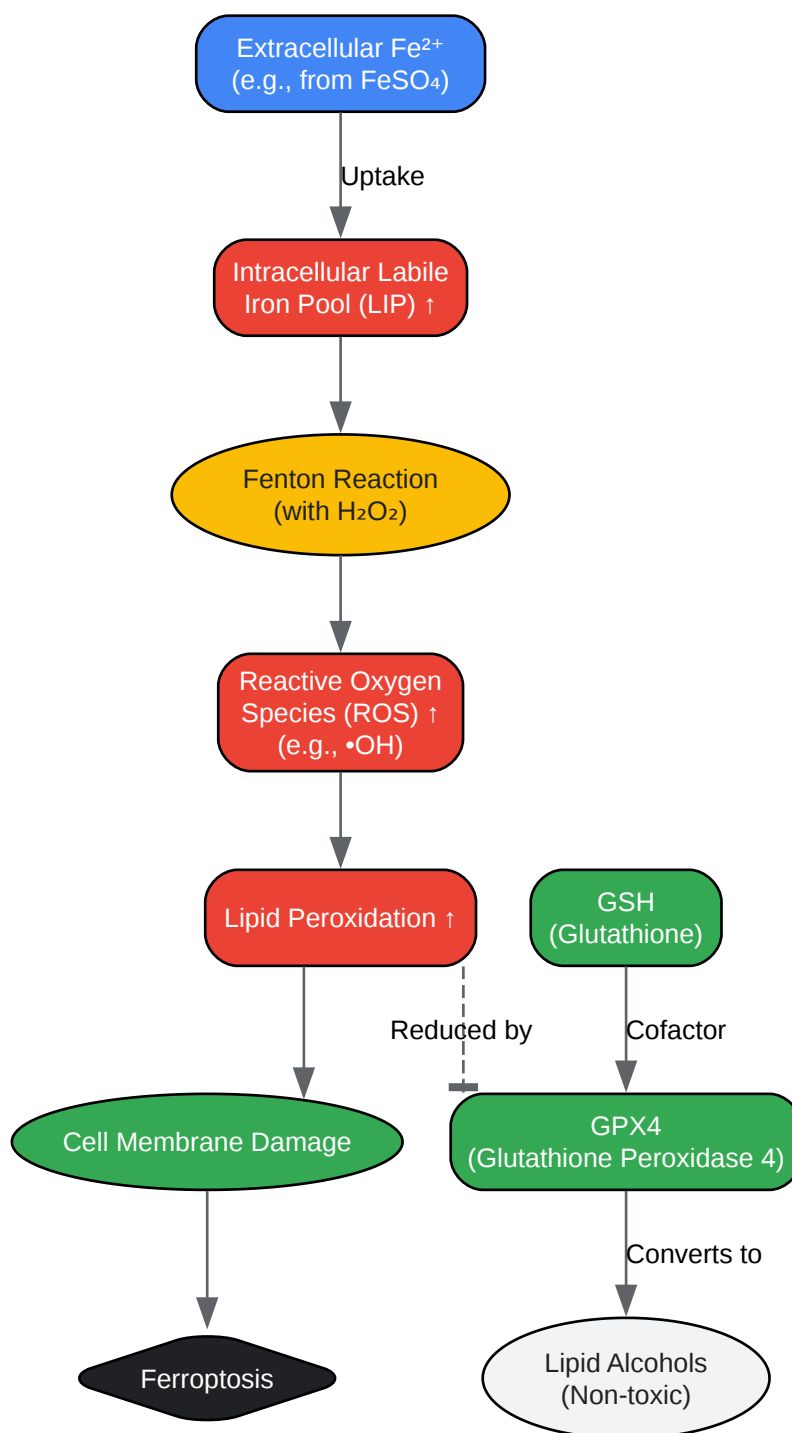 Extracellular Fe²⁺
(e.g., from FeSO₄)
Uptake
Intracellular Labile
Iron Pool (LIP) ↑
Fenton Reaction
(with H₂O₂)
Reactive Oxygen
Species (ROS) ↑
(e.g., •OH)
Lipid Peroxidation ↑
GSH
(Glutathione)
Reduced by
Cofactor
Cell Membrane Damage
GPX4
(Glutathione Peroxidase 4)
Converts to
Ferroptosis
Lipid Alcohols
(Non-toxic)